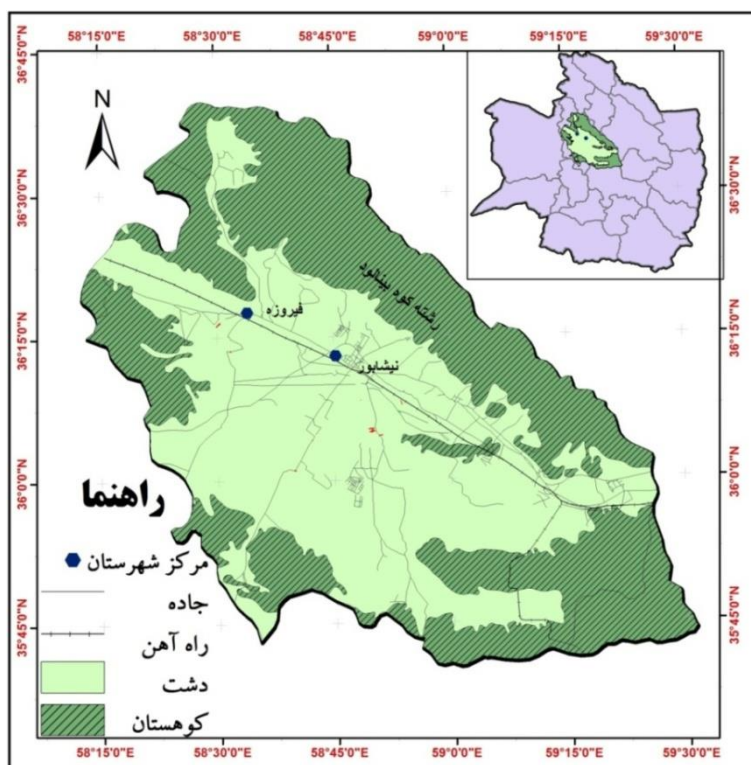 58°15'0"E 58°30'0"E 58°45'0"E 59°0'0"E 59°15'0"E 59°30'0"E
36°45'0"N
36°30'0"N
36°15'0"N
36°0'0"N
35°45'0"N
N
36°30'0"N
36°15'0"N
36°0'0"N
35°45'0"N
رشته کوه بینالود
فیروزه
نیشابور
راهنما
مرکز شهرستان
جاده
راه آهن
دشت
کوهستان
58°15'0"E 58°30'0"E 58°45'0"E 59°0'0"E 59°15'0"E 59°30'0"E